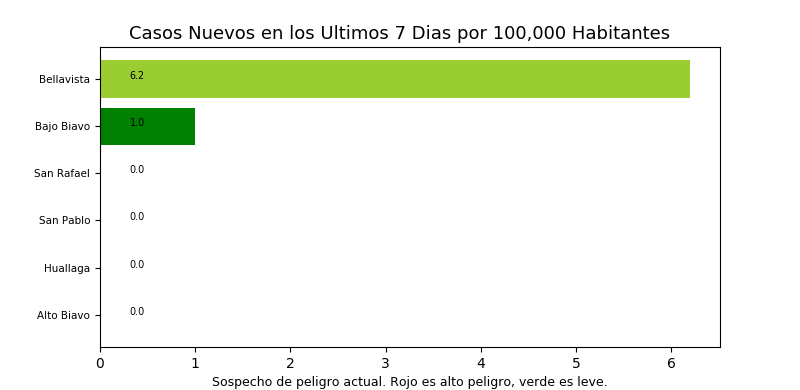 Casos Nuevos en los Ultimos 7 Dias por 100,000 Habitantes
Bellavista 6.2
Bajo Biavo 1.0
San Rafael 0.0
San Pablo 0.0
Huallaga 0.0
Alto Biavo 0.0
0 1 2 3 4 5 6
Sospecho de peligro actual. Rojo es alto peligro, verde es leve.